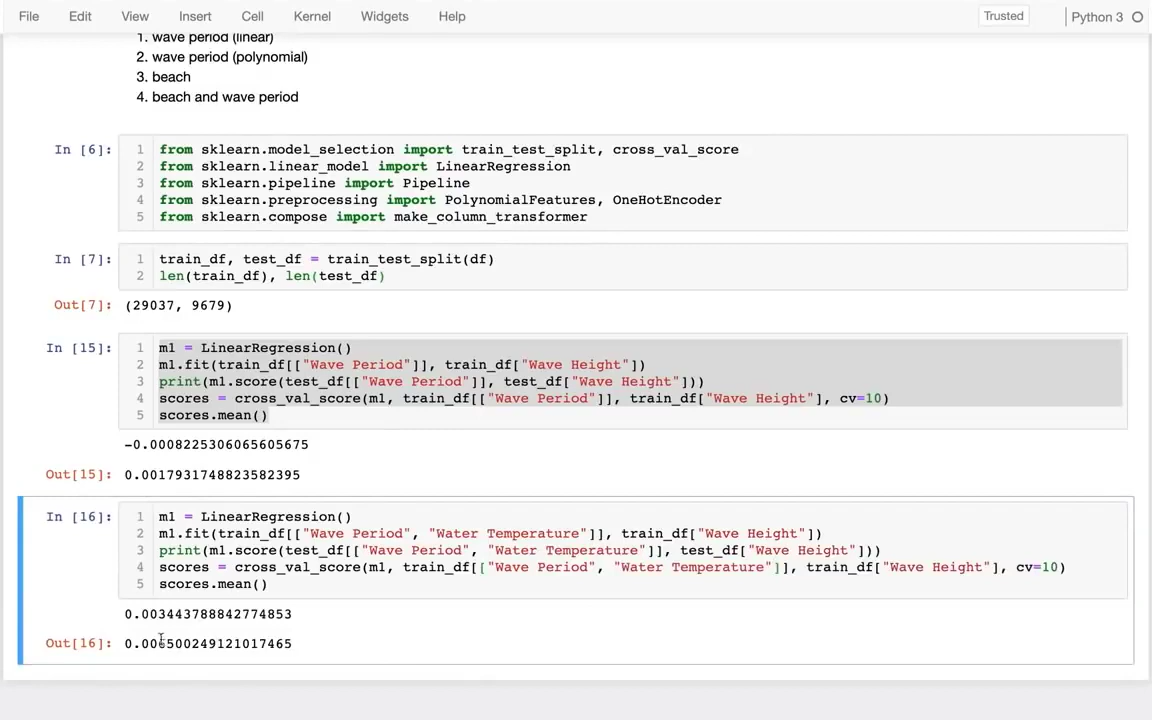 File Edit View Insert Cell Kernel Widgets Help Trusted Python 3
1. wave period (linear)
2. wave period (polynomial)
3. beach
4. beach and wave period
In [6]:
1 from sklearn.model_selection import train_test_split, cross_val_score
2 from sklearn.linear_model import LinearRegression
3 from sklearn.pipeline import Pipeline
4 from sklearn.preprocessing import PolynomialFeatures, OneHotEncoder
5 from sklearn.compose import make_column_transformer
In [7]:
1 train_df, test_df = train_test_split(df)
2 len(train_df), len(test_df)
Out[7]: (29037, 9679)
In [15]:
1 m1 = LinearRegression()
2 m1.fit(train_df[["Wave Period"]], train_df["Wave Height"])
3 print(m1.score(test_df[["Wave Period"]], test_df["Wave Height"]))
4 scores = cross_val_score(m1, train_df[["Wave Period"]], train_df["Wave Height"], cv=10)
5 scores.mean()
-0.0008225306065605675
Out[15]: 0.001793174882358239​5
In [16]:
1 m1 = LinearRegression()
2 m1.fit(train_df[["Wave Period", "Water Temperature"]], train_df["Wave Height"])
3 print(m1.score(test_df[["Wave Period", "Water Temperature"]], test_df["Wave Height"]))
4 scores = cross_val_score(m1, train_df[["Wave Period", "Water Temperature"]], train_df["Wave Height"], cv=10)
5 scores.mean()
0.003443788842774853
Out[16]: 0.006500249121017465